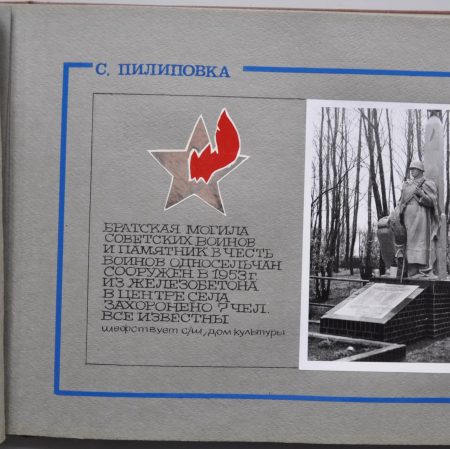 С. ПИЛИПОВКА
БРАТСКАЯ МОГИЛА
СОВЕТСКИХ ВОИНОВ
И ПАМЯТНИК В ЧЕСТЬ
ВОИНОВ ОДНОСЕЛЬЧАН
СООРУЖЕН В 1953 Г.
ИЗ ЖЕЛЕЗОБЕТОНА
В ЦЕНТРЕ СЕЛА
ЗАХОРОНЕНО 7 ЧЕЛ.
ВСЕ ИЗВЕСТНЫ
шефствует с/ш, дом культуры